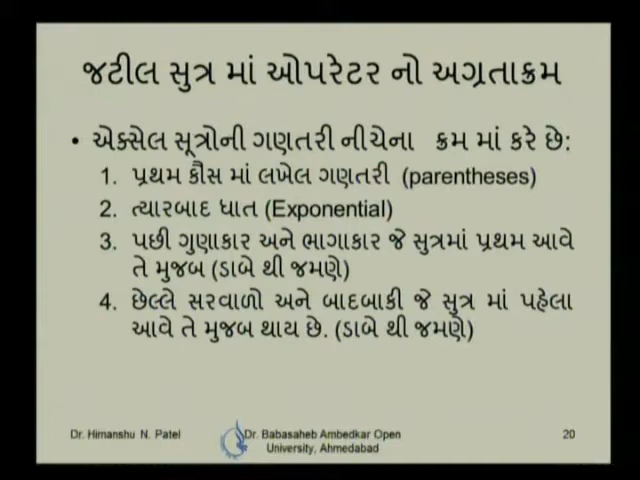 જટીલ સુત્ર માં ઓપરેટર નો અગ્રતાક્રમ
• એક્સેલ સૂત્રોની ગણતરી નીચેના ક્રમ માં કરે છે:
1. પ્રથમ કૌસ માં લખેલ ગણતરી (parentheses)
2. ત્યારબાદ ધાત (Exponential)
3. પછી ગુણાકાર અને ભાગાકાર જે સુત્રમાં પ્રથમ આવે
તે મુજબ (ડાબે થી જમણે)
4. છેલ્લે સરવાળો અને બાદબાકી જે સુત્ર માં પહેલા
આવે તે મુજબ થાય છે. (ડાબે થી જમણે)
Dr. Himanshu N. Patel
Dr. Babasaheb Ambedkar Open
University, Ahmedabad
20